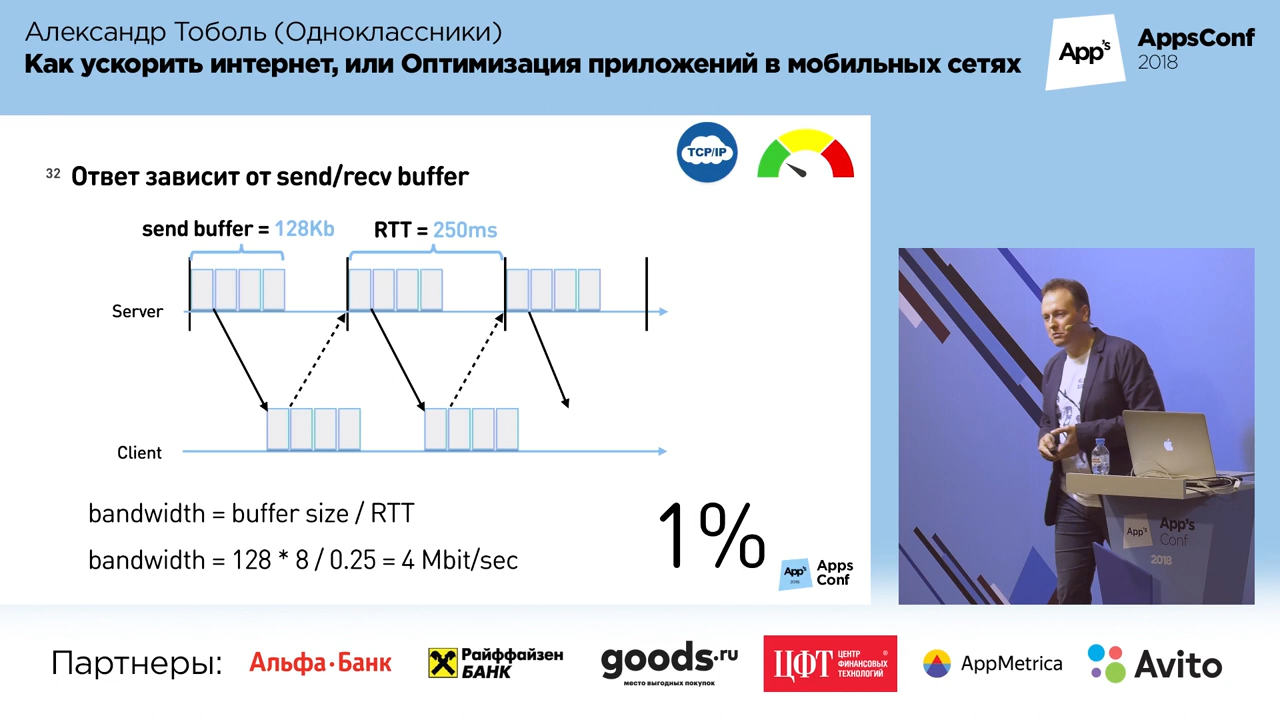 Александр Тоболь (Одноклассники)
Как ускорить интернет, или Оптимизация приложений в мобильных сетях
App's
AppsConf
2018
TCP/IP
32 Ответ зависит от send/recv buffer
send buffer = 128Kb
RTT = 250ms
Server
Client
bandwidth = buffer size / RTT
bandwidth = 128 * 8 / 0.25 = 4 Mbit/sec
1%
App's
2018
Apps
Conf
App's
App's
Conf
2018
Партнеры:
Альфа·Банк
Райффайзен
БАНК
goods.ru
место выгодных покупок
ЦФТ
ЦЕНТР
ФИНАНСОВЫХ
ТЕХНОЛОГИЙ
®
AppMetrica
Avito